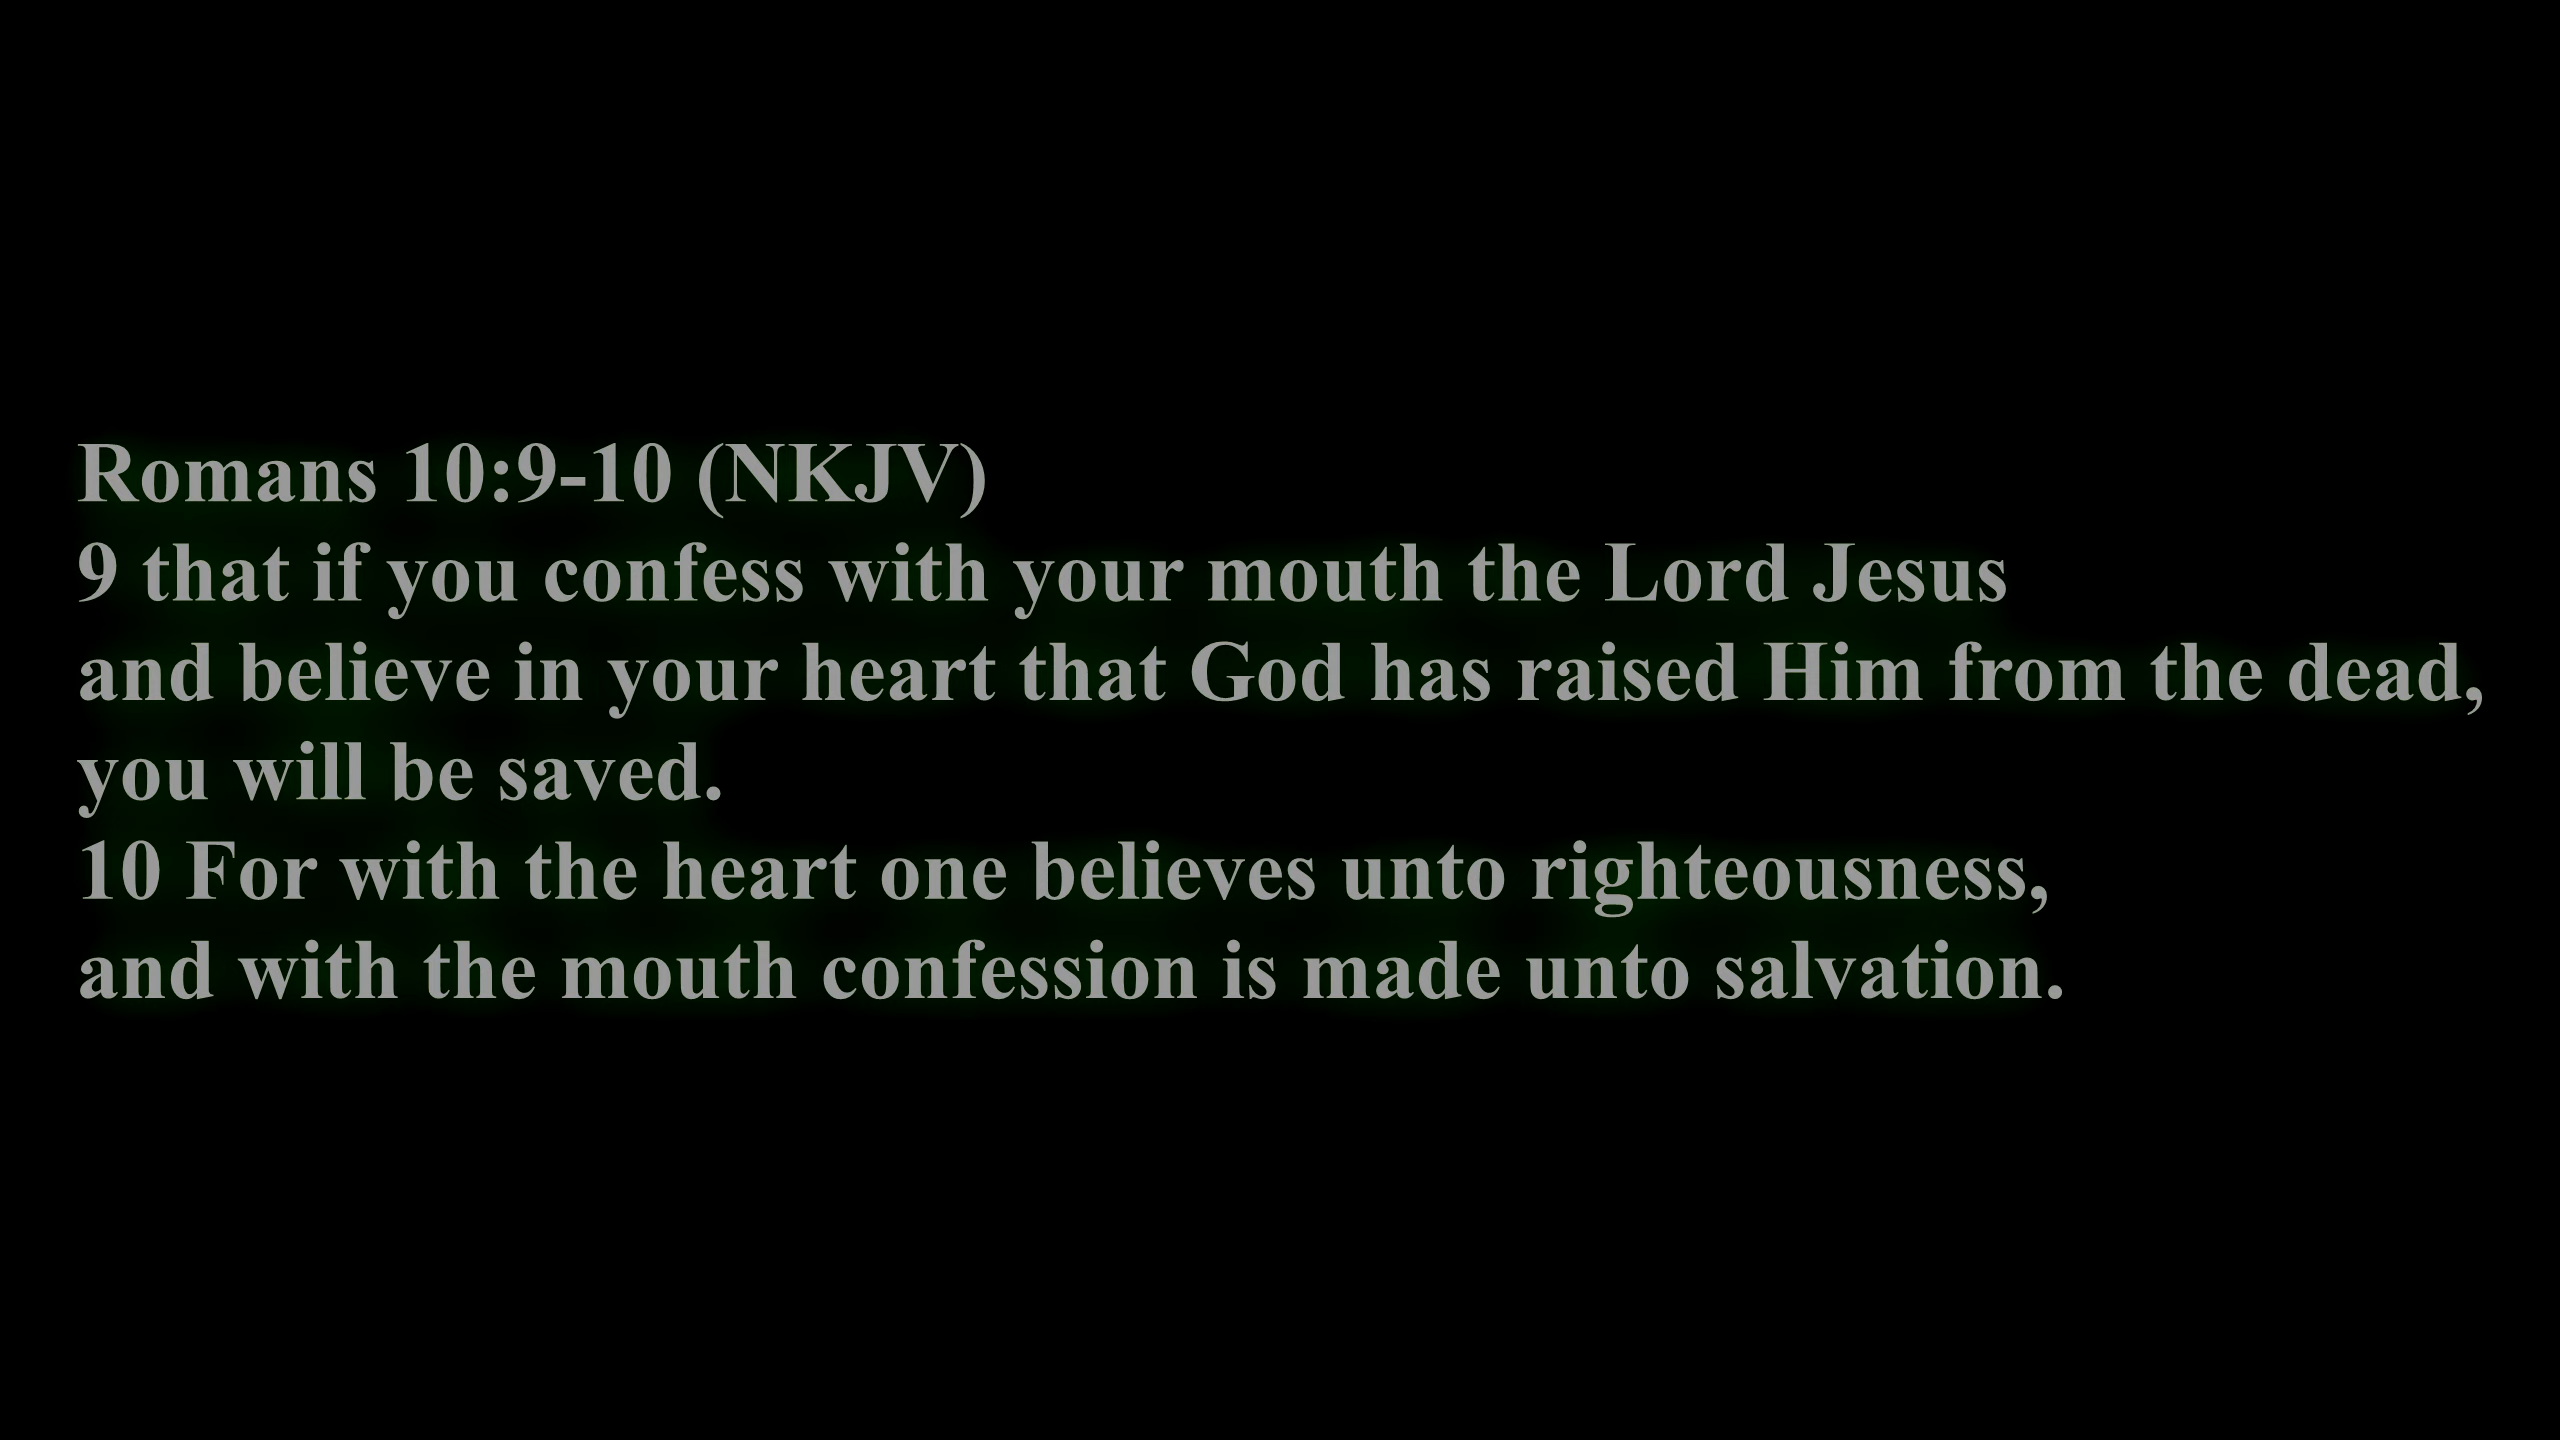 Romans 10:9-10 (NKJV)
9 that if you confess with your mouth the Lord Jesus
and believe in your heart that God has raised Him from the dead,
you will be saved.
10 For with the heart one believes unto righteousness,
and with the mouth confession is made unto salvation.